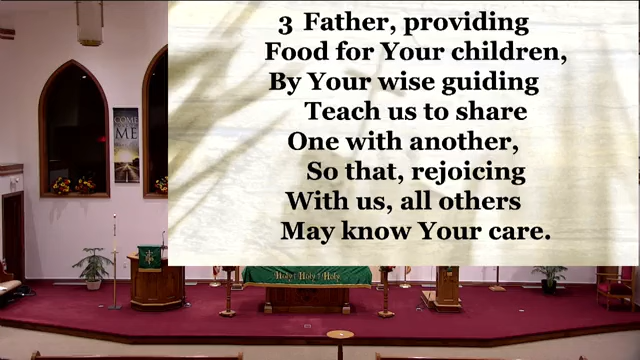 3 Father, providing
Food for Your children,
By Your wise guiding
Teach us to share
One with another,
So that, rejoicing
With us, all others
May know Your care.
COME
ME
Holy! Holy! Holy